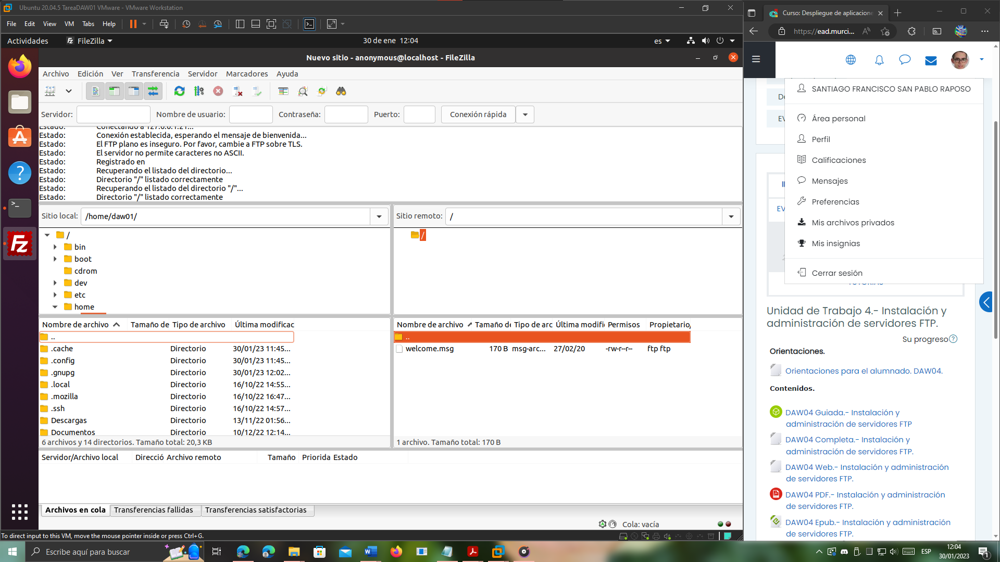 Ubuntu 20.04.5 TareaDAW01 VMware - VMware Workstation
File Edit View VM Tabs Help
Actividades FileZilla 30 de ene 12:04 es
Nuevo sitio - anonymous@localhost - FileZilla
Archivo Edición Ver Transferencia Servidor Marcadores Ayuda
Servidor: Nombre de usuario: Contraseña: Puerto: Conexión rápida
Conectando a 127.0.0.1:21...
Estado: Conexión establecida, esperando el mensaje de bienvenida...
Estado: El FTP plano es inseguro. Por favor, cambie a FTP sobre TLS.
Estado: El servidor no permite caracteres no ASCII.
Estado: Registrado en
Estado: Recuperando el listado del directorio...
Estado: Directorio "/" listado correctamente
Estado: Recuperando el listado del directorio "/"...
Estado: Directorio "/" listado correctamente
Sitio local: /home/daw01/
/
bin
boot
cdrom
dev
etc
home
Sitio remoto: /
/
Nombre de archivo Tamaño de Tipo de archivo Última modificac
..
.cache Directorio 30/01/23 11:45...
.config Directorio 30/01/23 11:45...
.gnupg Directorio 30/01/23 12:02...
.local Directorio 16/10/22 14:55...
.mozilla Directorio 16/10/22 16:47...
.ssh Directorio 16/10/22 14:57...
Descargas Directorio 13/11/22 01:56...
Documentos Directorio 10/12/22 12:14...
6 archivos y 14 directorios. Tamaño total: 20,3 KB
Nombre de archivo Tamaño de Tipo de arc Última modifi Permisos Propietario/
..
welcome.msg 170 B msg-arc... 27/02/20 -rw-r--r-- ftp ftp
1 archivo. Tamaño total: 170 B
Servidor/Archivo local Direcció Archivo remoto Tamaño Priorida Estado
Archivos en cola Transferencias fallidas Transferencias satisfactorias
Cola: vacía
To direct input to this VM, move the mouse pointer inside or press Ctrl+G.
Curso: Despliegue de aplicacione
https://ead.murci...
SANTIAGO FRANCISCO SAN PABLO RAPOSO
Área personal
Perfil
Calificaciones
Mensajes
Preferencias
Mis archivos privados
Mis insignias
Cerrar sesión
EV
EV
TUTORÍAS
Unidad de Trabajo 4.- Instalación y
administración de servidores FTP.
Su progreso
Orientaciones.
Orientaciones para el alumnado. DAW04.
Contenidos.
DAW04 Guiada.- Instalación y
administración de servidores FTP
DAW04 Completa.- Instalación y
administración de servidores FTP.
DAW04 Web.- Instalación y administración
de servidores FTP.
DAW04 PDF.- Instalación y administración
de servidores FTP.
DAW04 Epub.- Instalación y administración
de servidores FTP.
Escribe aquí para buscar
ESP
12:04
30/01/2023
1